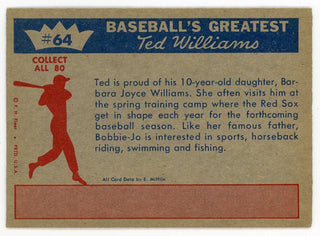 #64
BASEBALL'S GREATEST
Ted Williams
COLLECT
ALL 80
Ted is proud of his 10-year-old daughter, Bar-
bara Joyce Williams. She often visits him at
the spring training camp where the Red Sox
get in shape each year for the forthcoming
baseball season. Like her famous father,
Bobbie-Jo is interested in sports, horseback
riding, swimming and fishing.
All Card Data by E. Mifflin